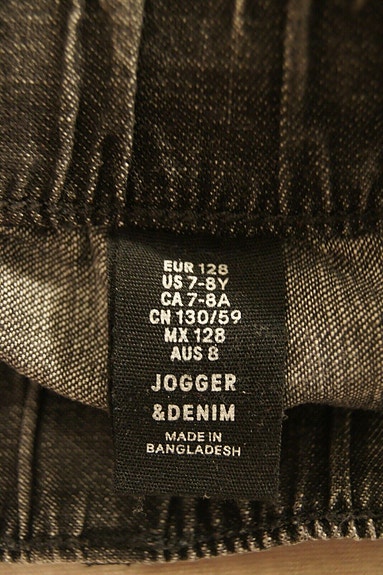 EUR 128
US 7-8Y
CA 7-8A
CN 130/59
MX 128
AUS 8
JOGGER
&DENIM
MADE IN
BANGLADESH